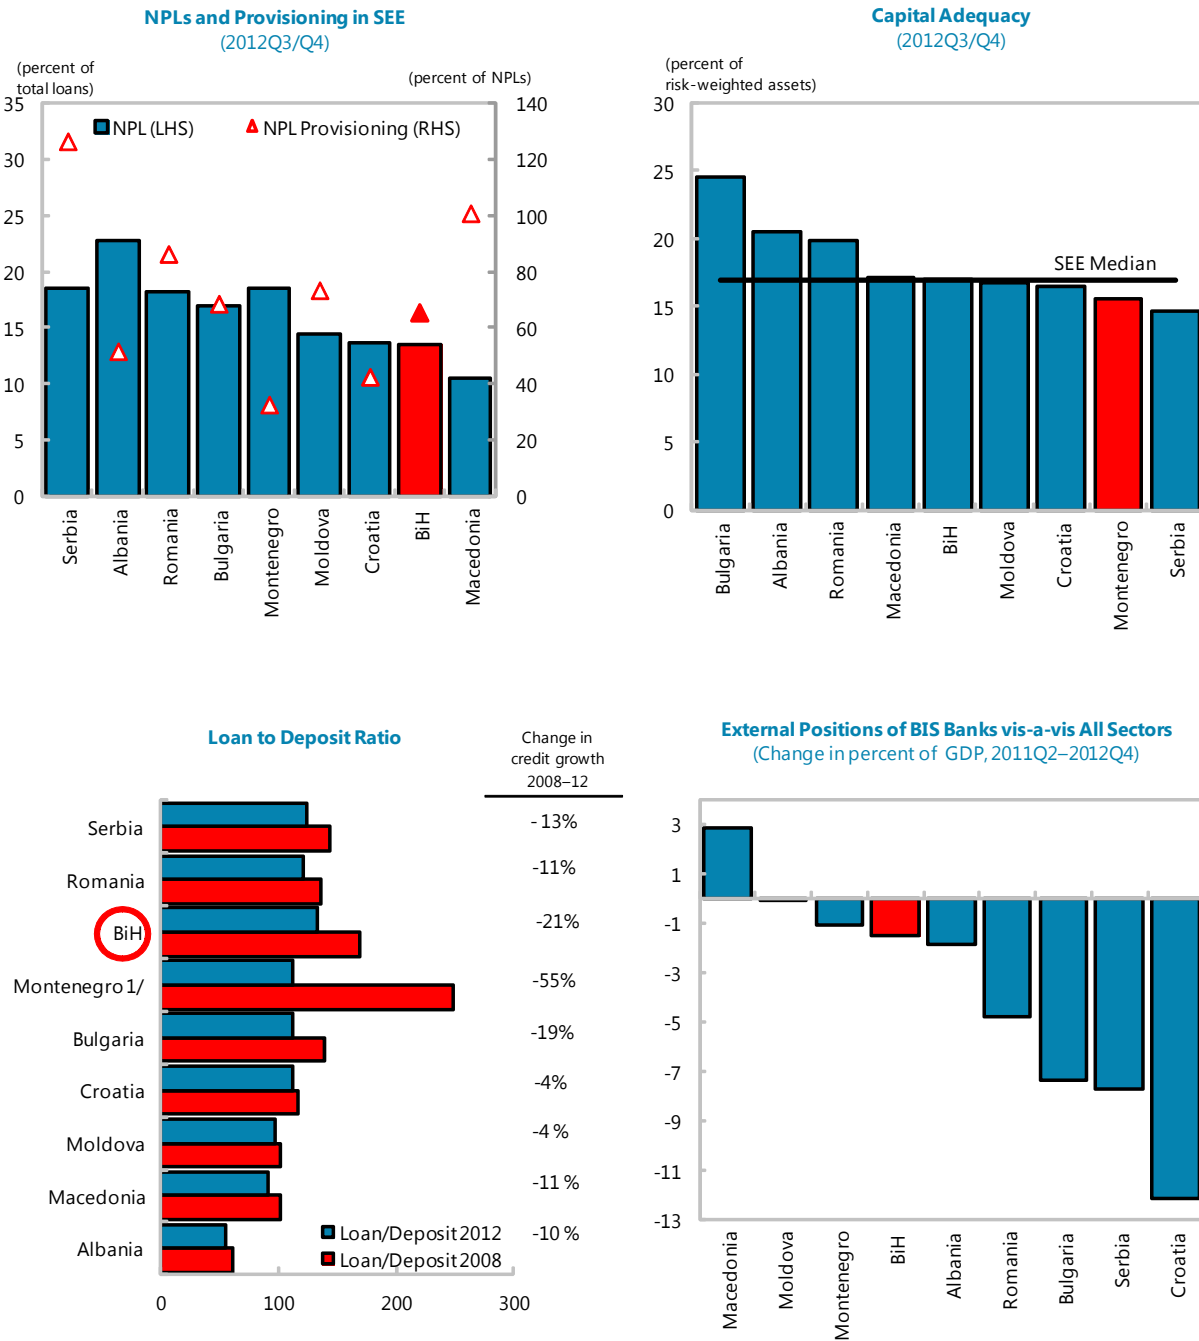 NPLs and Provisioning in SEE
(2012Q3/Q4)
(percent of
total loans)
(percent of NPLs)
NPL (LHS)
NPL Provisioning (RHS)
35
30
25
20
15
10
5
0
140
120
100
80
60
40
20
0
Serbia
Albania
Romania
Bulgaria
Montenegro
Moldova
Croatia
BiH
Macedonia
Capital Adequacy
(2012Q3/Q4)
(percent of
risk-weighted assets)
30
25
20
15
10
5
0
SEE Median
Bulgaria
Albania
Romania
Macedonia
BiH
Moldova
Croatia
Montenegro
Serbia
Loan to Deposit Ratio
Change in
credit growth
2008–12
Serbia
-13%
Romania
-11%
BiH
-21%
Montenegro 1/
-55%
Bulgaria
-19%
Croatia
-4%
Moldova
-4 %
Macedonia
-11 %
Albania
-10 %
Loan/Deposit 2012
Loan/Deposit 2008
0
100
200
300
External Positions of BIS Banks vis-a-vis All Sectors
(Change in percent of GDP, 2011Q2–2012Q4)
3
1
-1
-3
-5
-7
-9
-11
-13
Macedonia
Moldova
Montenegro
BiH
Albania
Romania
Bulgaria
Serbia
Croatia